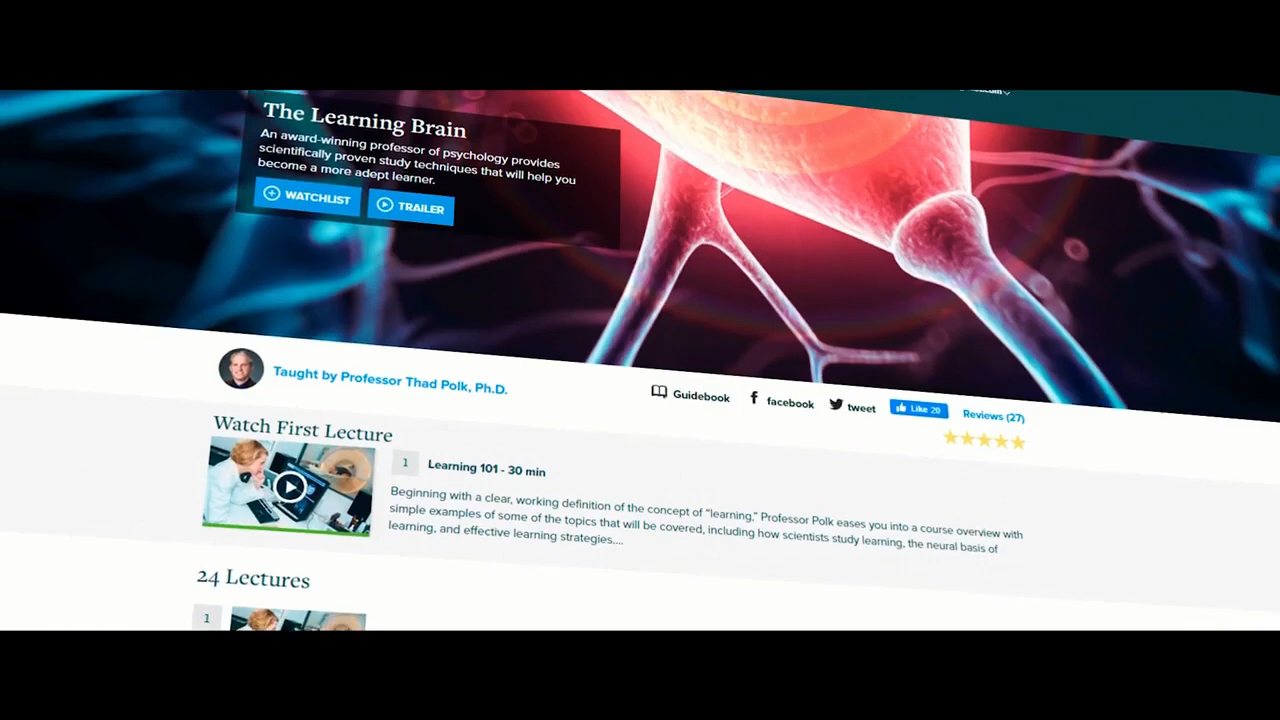 The Learning Brain
An award-winning professor of psychology provides
scientifically proven study techniques that will help you
become a more adept learner.
WATCHLIST
TRAILER
Taught by Professor Thad Polk, Ph.D.
Guidebook
facebook
tweet
Like 20
Reviews (27)
Watch First Lecture
1
Learning 101 - 30 min
Beginning with a clear, working definition of the concept of "learning," Professor Polk eases you into a course overview with
simple examples of some of the topics that will be covered, including how scientists study learning, the neural basis of
learning, and effective learning strategies....
24 Lectures
1